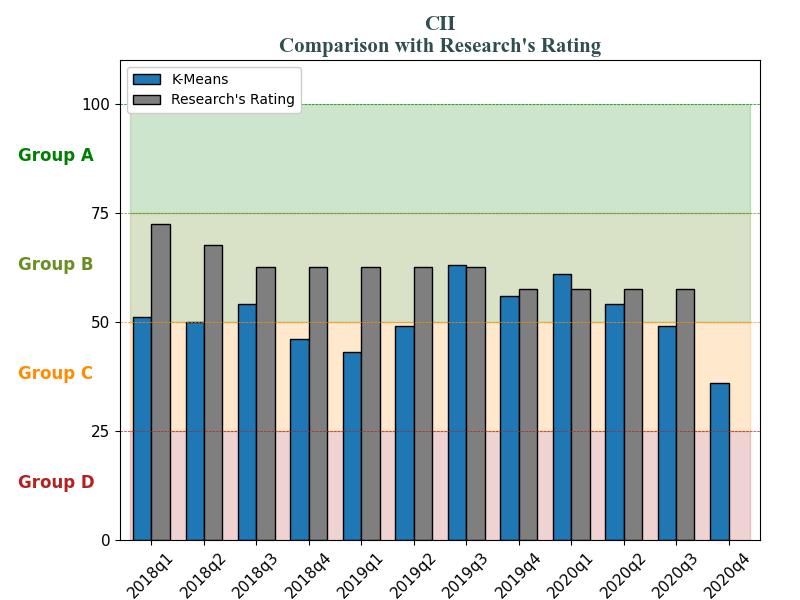 CII
Comparison with Research's Rating
K-Means
Research's Rating
100
Group A
75
Group B
50
Group C
25
Group D
0
2018q1
2018q2
2018q3
2018q4
2019q1
2019q2
2019q3
2019q4
2020q1
2020q2
2020q3
2020q4